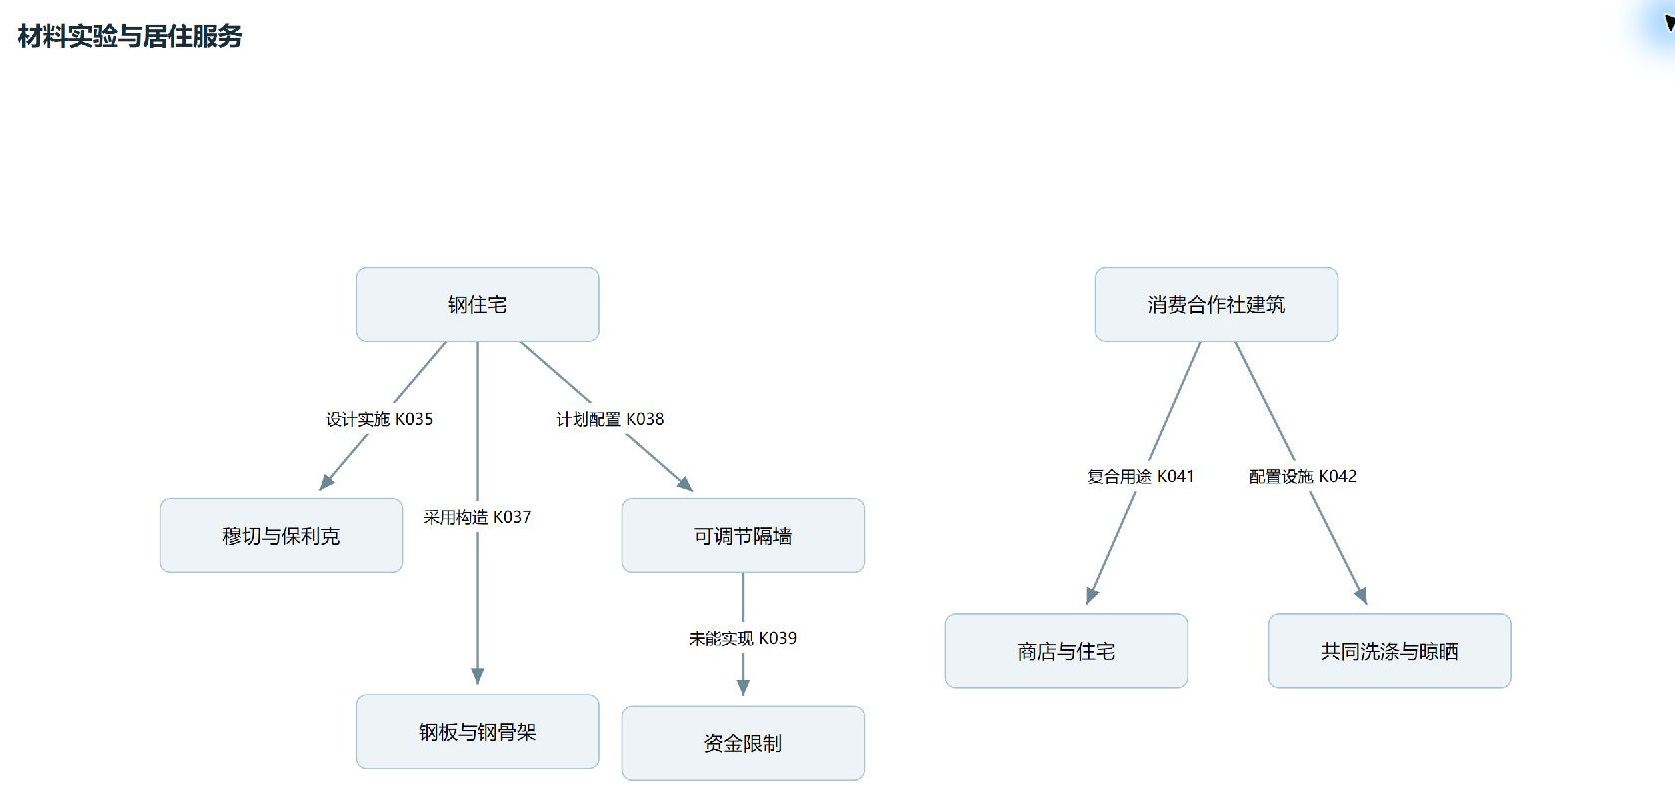 材料实验与居住服务
钢住宅
消费合作社建筑
设计实施 K035
计划配置 K038
复合用途 K041
配置设施 K042
采用构造 K037
穆切与保利克
可调节隔墙
未能实现 K039
商店与住宅
共同洗涤与晾晒
钢板与钢骨架
资金限制